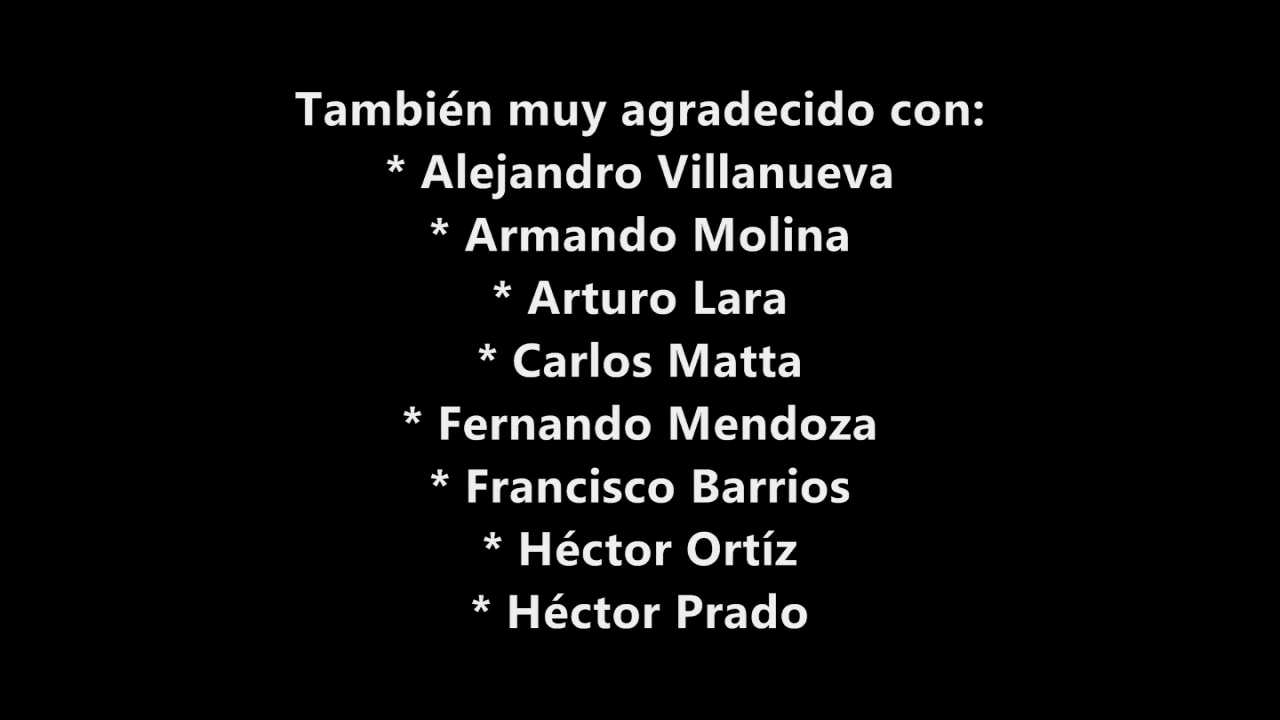 También muy agradecido con:
* Alejandro Villanueva
* Armando Molina
* Arturo Lara
* Carlos Matta
* Fernando Mendoza
* Francisco Barrios
* Héctor Ortíz
* Héctor Prado